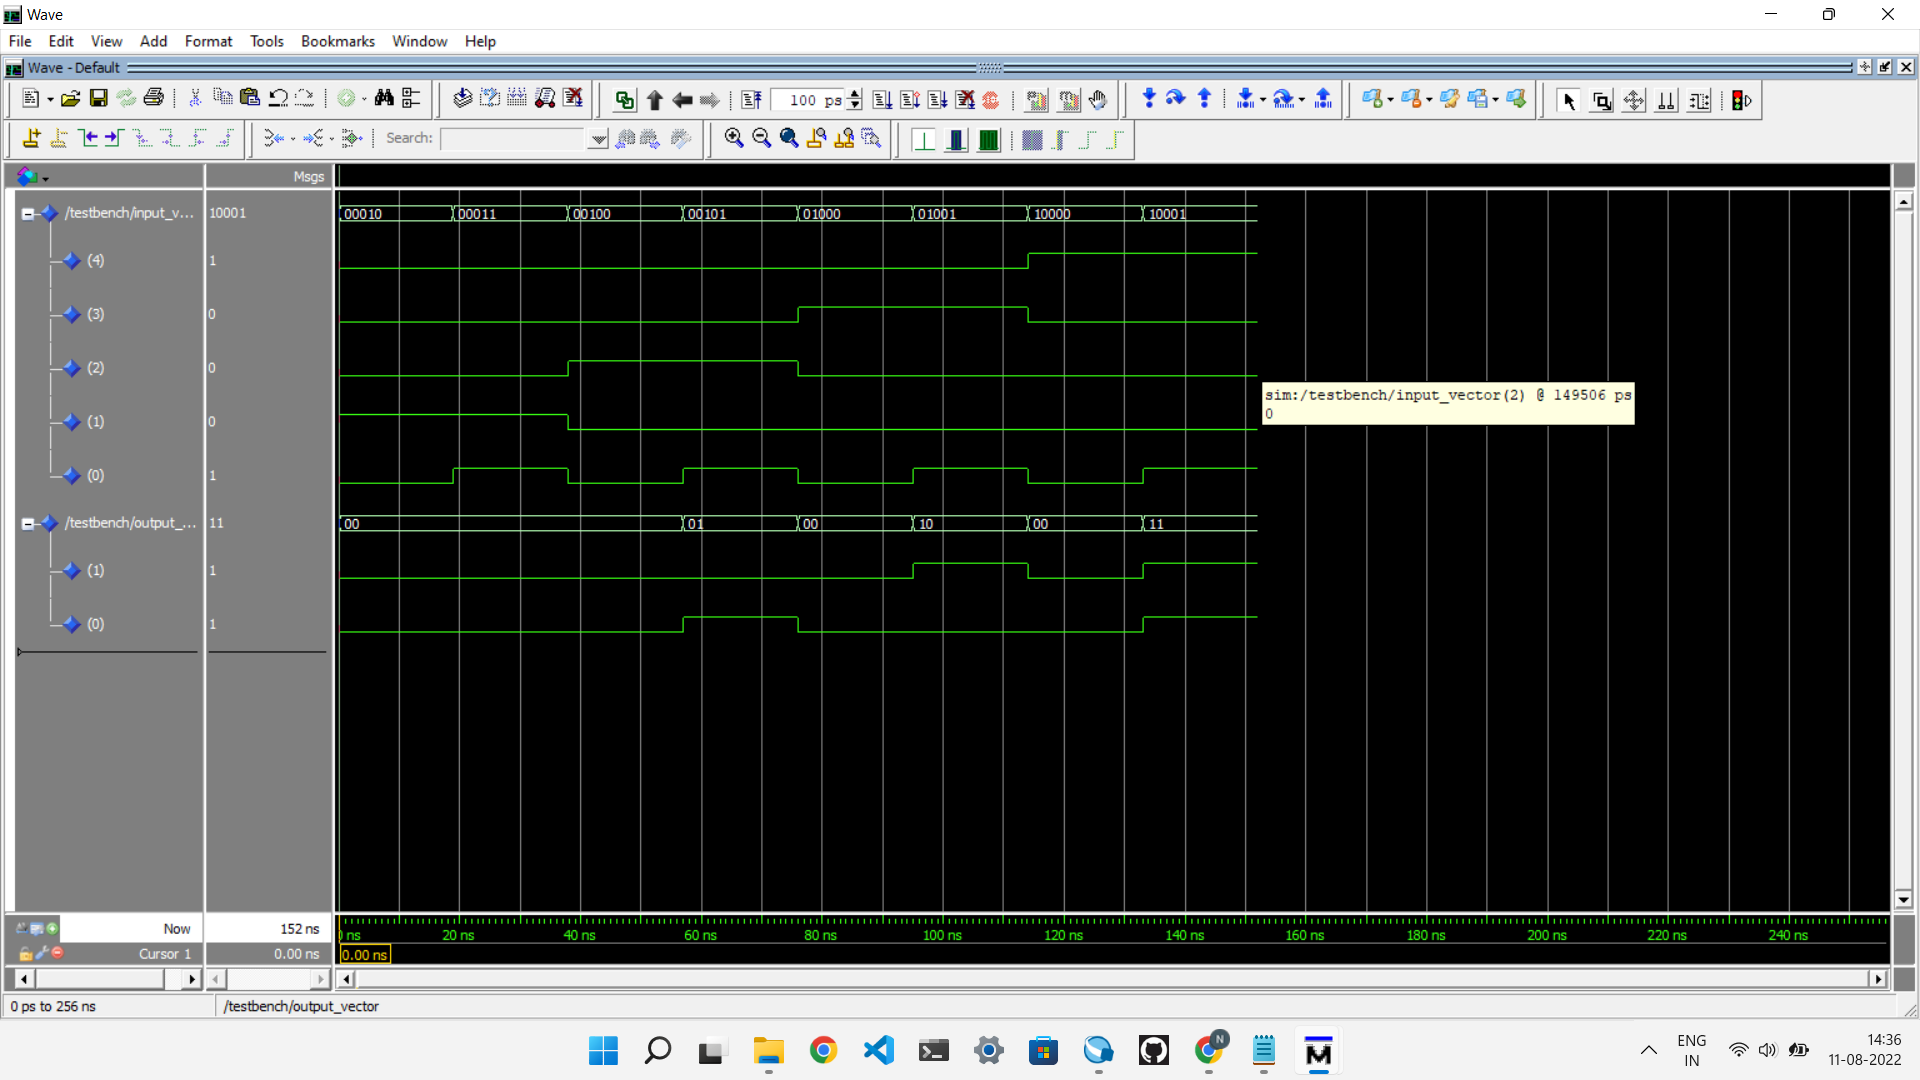 Wave
File Edit View Add Format Tools Bookmarks Window Help
Wave - Default
100 ps
Search:
Msgs
/testbench/input_v... 10001 00010 00011 00100 00101 01000 01001 10000 10001
(4) 1
(3) 0
(2) 0
sim:/testbench/input_vector(2) @ 149506 ps
0
(1) 0
(0) 1
/testbench/output_... 11 00 01 00 10 00 11
(1) 1
(0) 1
Now 152 ns
0 ns 20 ns 40 ns 60 ns 80 ns 100 ns 120 ns 140 ns 160 ns 180 ns 200 ns 220 ns 240 ns
Cursor 1 0.00 ns 0.00 ns
0 ps to 256 ns /testbench/output_vector
N
M
ENG
IN
14:36
11-08-2022